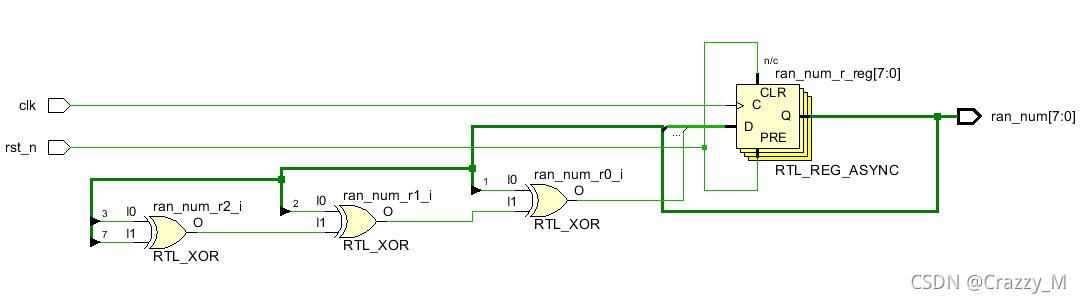 n/c
ran_num_r_reg[7:0]
clk
CLR
C
Q
ran_num[7:0]
D
...
rst_n
PRE
RTL_REG_ASYNC
ran_num_r0_i
1
I0
O
I1
RTL_XOR
ran_num_r1_i
2
I0
O
I1
RTL_XOR
ran_num_r2_i
3
I0
O
7
I1
RTL_XOR
CSDN @Crazzy_M